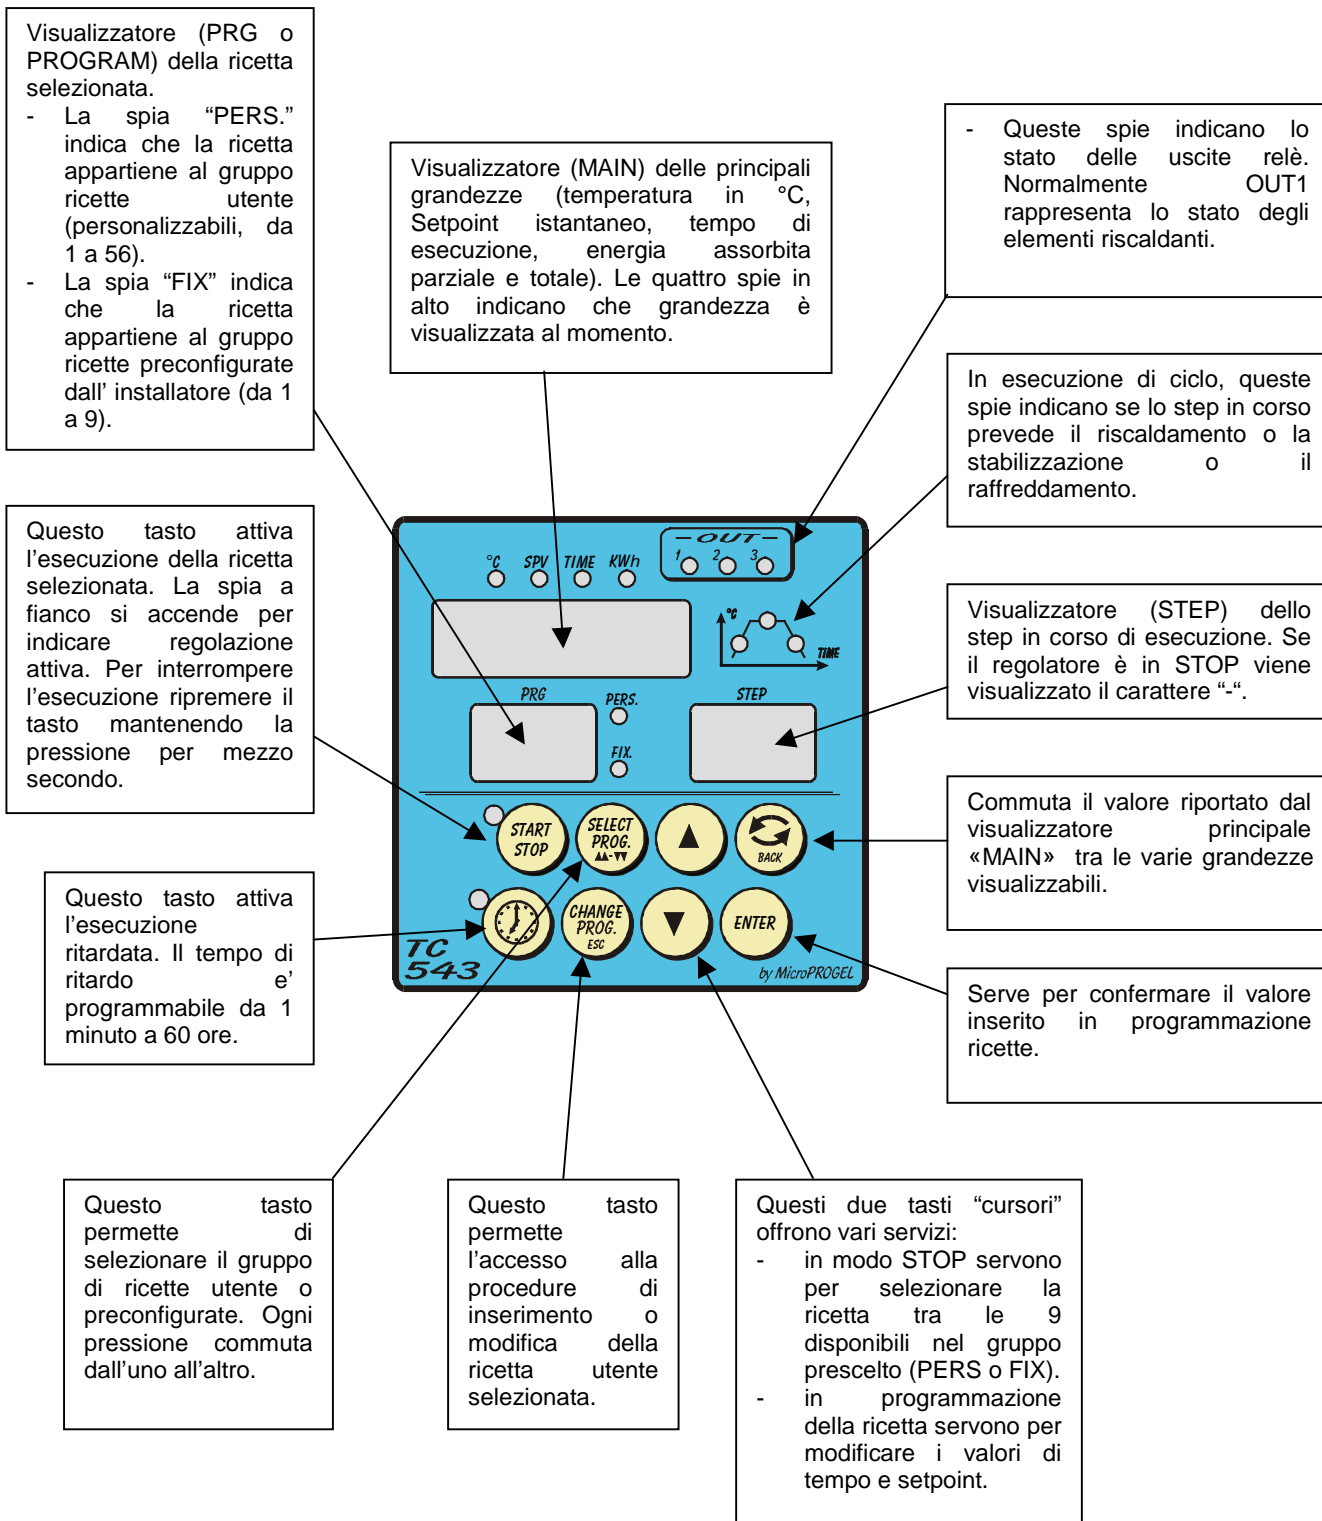 Visualizzatore (PRG o
PROGRAM) della ricetta
selezionata.
- La spia “PERS.”
indica che la ricetta
appartiene al gruppo
ricette utente
(personalizzabili, da
1 a 56).
- La spia “FIX” indica
che la ricetta
appartiene al gruppo
ricette preconfigurate
dall’ installatore (da 1
a 9).
Visualizzatore (MAIN) delle principali
grandezze (temperatura in °C,
Setpoint istantaneo, tempo di
esecuzione, energia assorbita
parziale e totale). Le quattro spie in
alto indicano che grandezza è
visualizzata al momento.
- Queste spie indicano lo
stato delle uscite relè.
Normalmente OUT1
rappresenta lo stato degli
elementi riscaldanti.
In esecuzione di ciclo, queste
spie indicano se lo step in corso
prevede il riscaldamento o la
stabilizzazione o il
raffreddamento.
Questo tasto attiva
l’esecuzione della ricetta
selezionata. La spia a
fianco si accende per
indicare regolazione
attiva. Per interrompere
l’esecuzione ripremere il
tasto mantenendo la
pressione per mezzo
secondo.
°C SPV TIME KWh
- OUT -
1 2 3
°C
TIME
PRG
PERS.
FIX.
STEP
START
STOP
SELECT
PROG.
▲▲-▼▼
▲
BACK
CHANGE
PROG.
ESC
▼
ENTER
TC
543
by MicroPROGEL
Visualizzatore (STEP) dello
step in corso di esecuzione. Se
il regolatore è in STOP viene
visualizzato il carattere “-“.
Commuta il valore riportato dal
visualizzatore principale
«MAIN» tra le varie grandezze
visualizzabili.
Questo tasto attiva
l’esecuzione
ritardata. Il tempo di
ritardo e’
programmabile da 1
minuto a 60 ore.
Serve per confermare il valore
inserito in programmazione
ricette.
Questo tasto
permette di
selezionare il gruppo
di ricette utente o
preconfigurate. Ogni
pressione commuta
dall’uno all’altro.
Questo tasto
permette
l’accesso alla
procedure di
inserimento o
modifica della
ricetta utente
selezionata.
Questi due tasti “cursori”
offrono vari servizi:
- in modo STOP servono
per selezionare la
ricetta tra le 9
disponibili nel gruppo
prescelto (PERS o FIX).
- in programmazione
della ricetta servono per
modificare i valori di
tempo e setpoint.